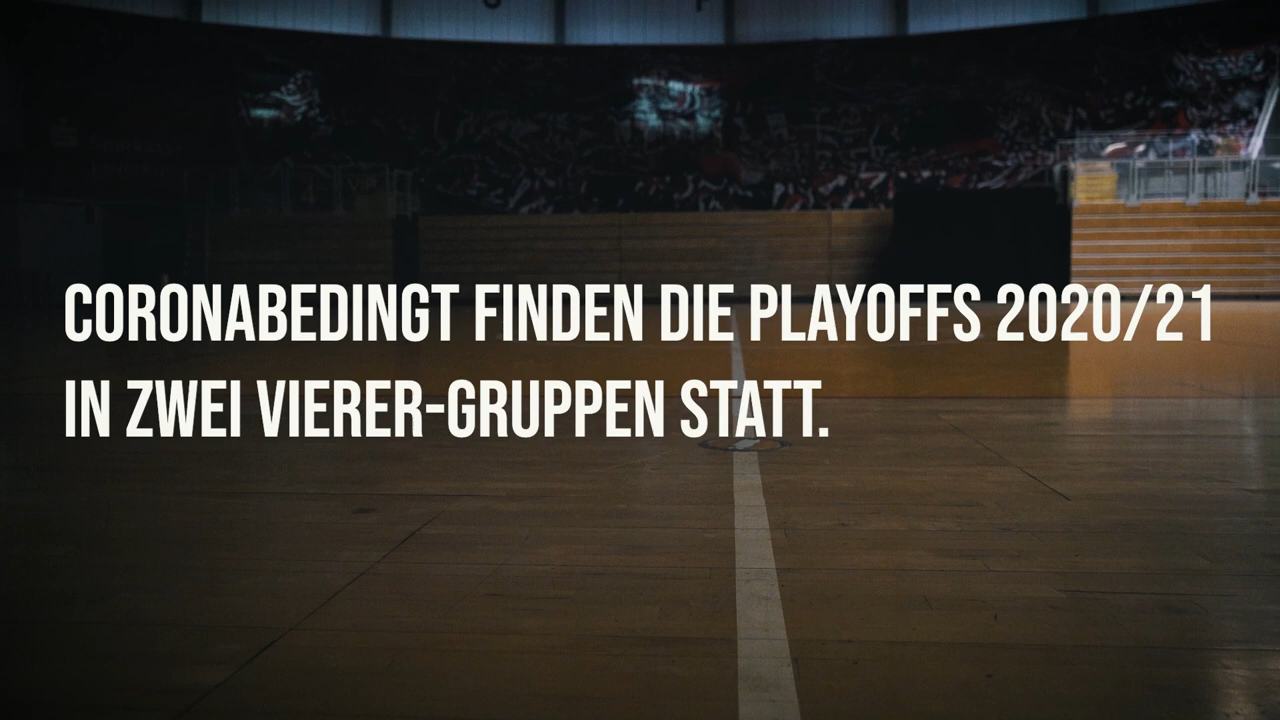 CORONABEDINGT FINDEN DIE PLAYOFFS 2020/21
IN ZWEI VIERER-GRUPPEN STATT.